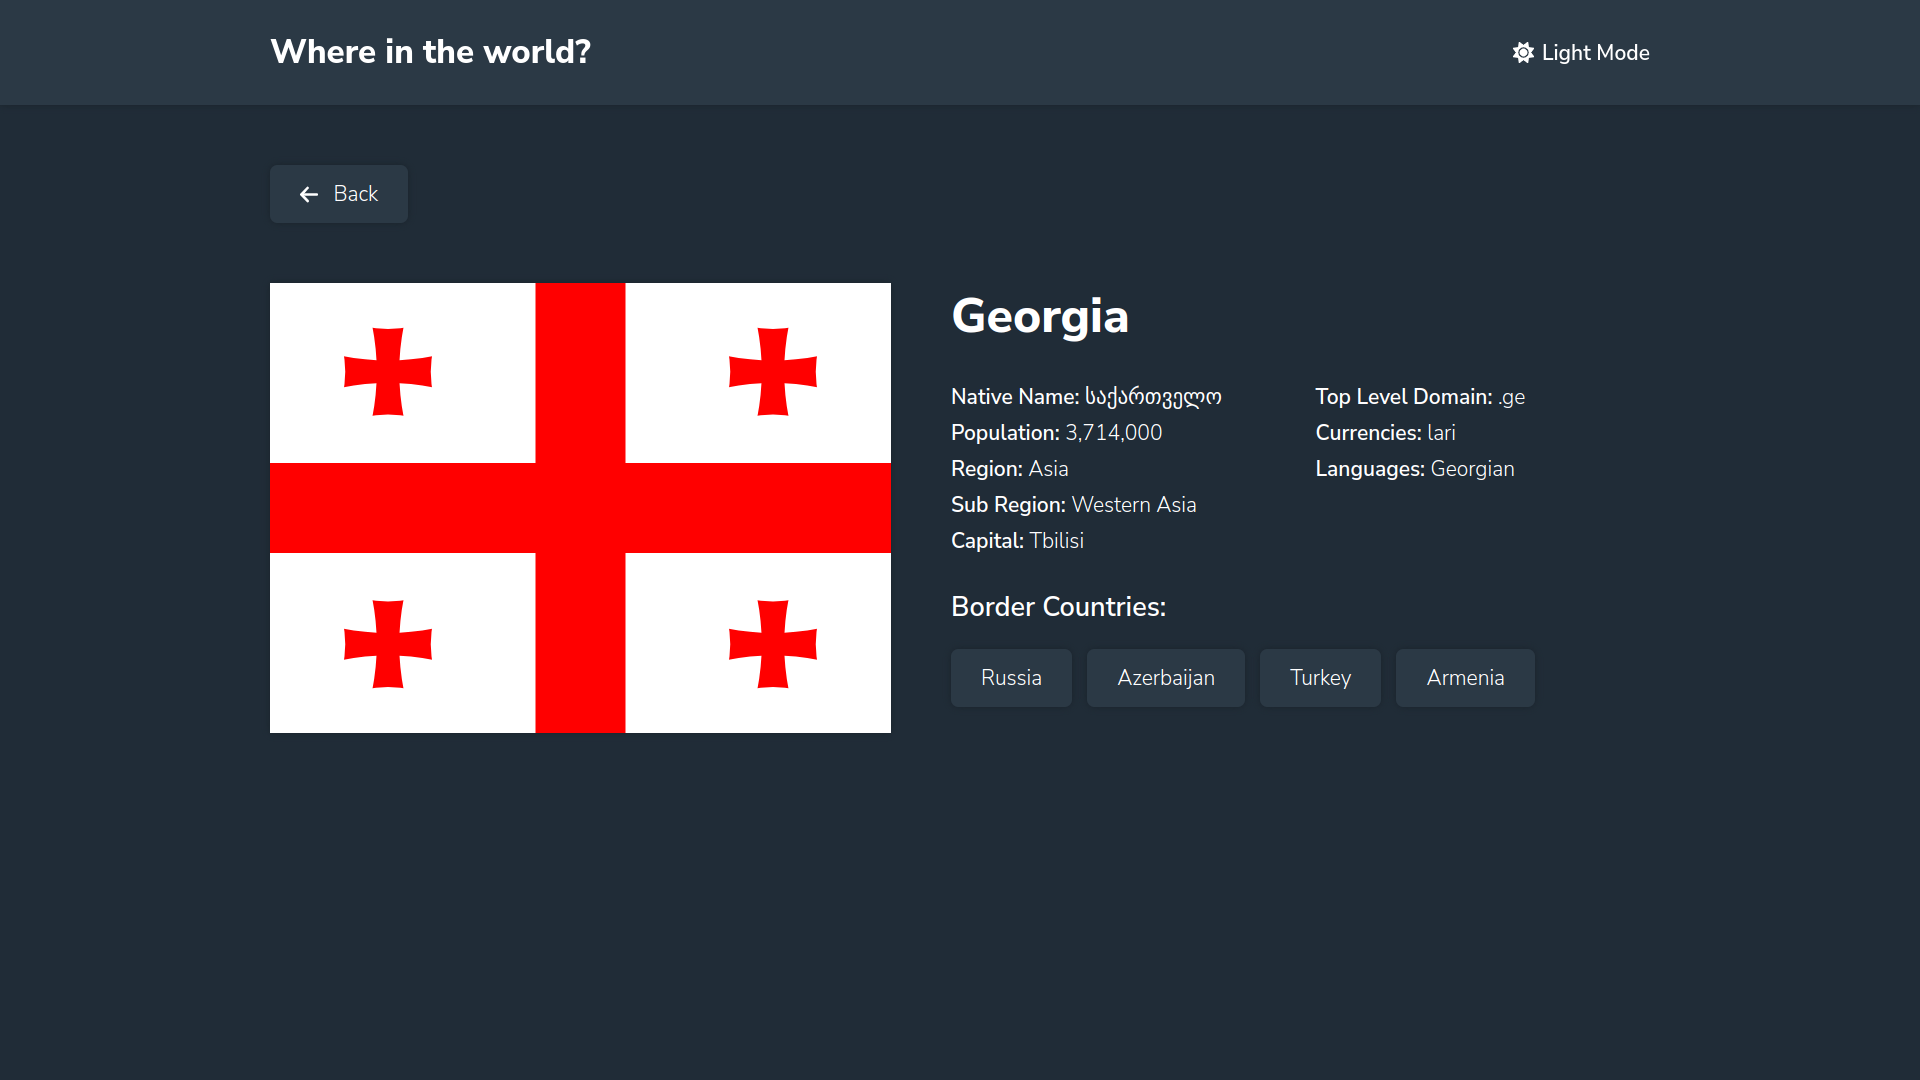 Where in the world?
Light Mode
Back
Georgia
Native Name: საქართველო
Population: 3,714,000
Region: Asia
Sub Region: Western Asia
Capital: Tbilisi
Top Level Domain: .ge
Currencies: lari
Languages: Georgian
Border Countries:
Russia
Azerbaijan
Turkey
Armenia